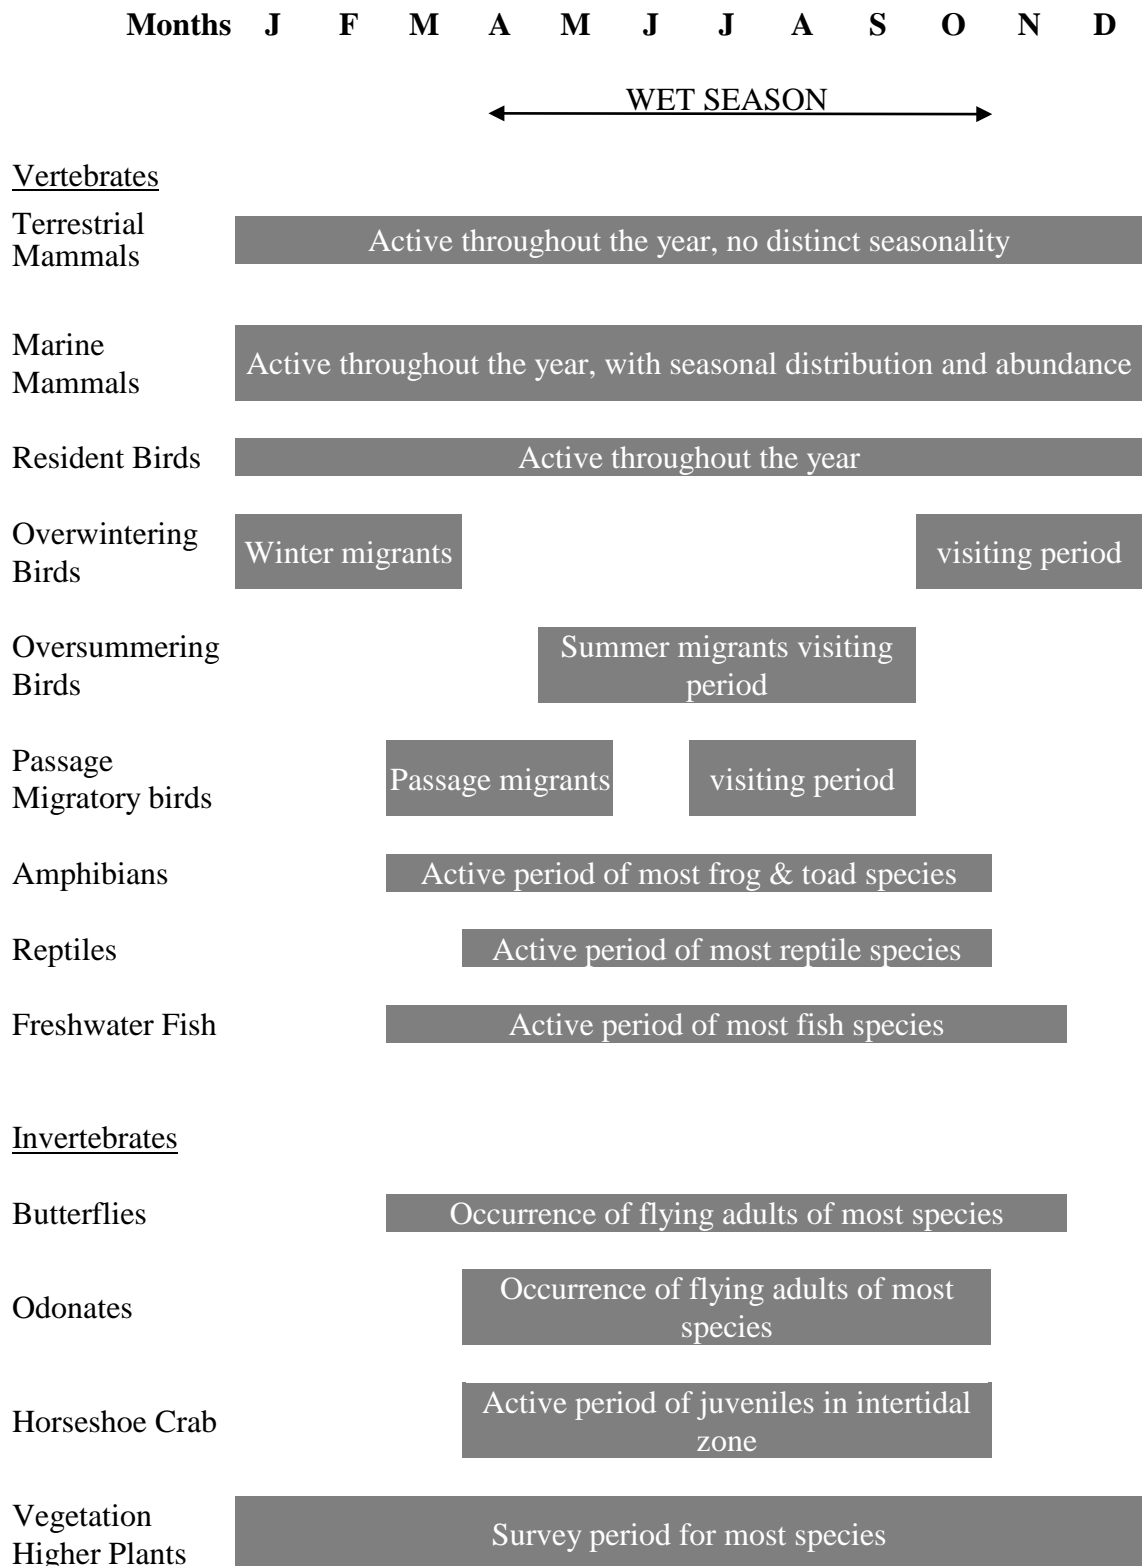 Months J F M A M J J A S O N D
WET SEASON
Vertebrates
Terrestrial
Mammals
Active throughout the year, no distinct seasonality
Marine
Mammals
Active throughout the year, with seasonal distribution and abundance
Resident Birds
Active throughout the year
Overwintering
Birds
Winter migrants
visiting period
Oversummering
Birds
Summer migrants visiting
period
Passage
Migratory birds
Passage migrants
visiting period
Amphibians
Active period of most frog & toad species
Reptiles
Active period of most reptile species
Freshwater Fish
Active period of most fish species
Invertebrates
Butterflies
Occurrence of flying adults of most species
Odonates
Occurrence of flying adults of most
species
Horseshoe Crab
Active period of juveniles in intertidal
zone
Vegetation
Higher Plants
Survey period for most species